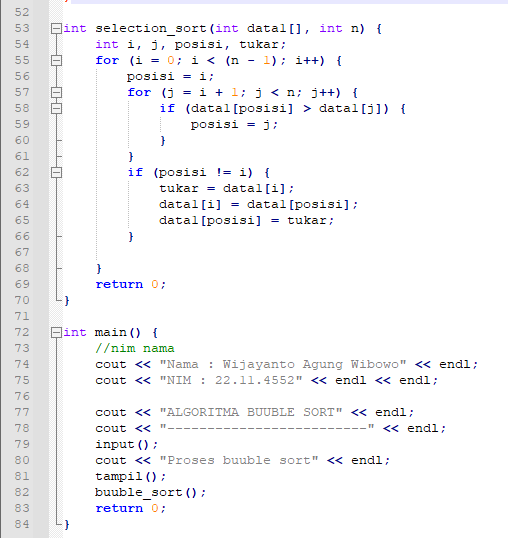 52
53 int selection_sort(int data1[], int n) {
54     int i, j, posisi, tukar;
55     for (i = 0; i < (n - 1); i++) {
56         posisi = i;
57         for (j = i + 1; j < n; j++) {
58             if (data1[posisi] > data1[j]) {
59                 posisi = j;
60             }
61         }
62         if (posisi != i) {
63             tukar = data1[i];
64             data1[i] = data1[posisi];
65             data1[posisi] = tukar;
66         }
67
68     }
69     return 0;
70 }
71
72 int main() {
73     //nim nama
74     cout << "Nama : Wijayanto Agung Wibowo" << endl;
75     cout << "NIM : 22.11.4552" << endl << endl;
76
77     cout << "ALGORITMA BUUBLE SORT" << endl;
78     cout << "-------------------------" << endl;
79     input();
80     cout << "Proses buuble sort" << endl;
81     tampil();
82     buuble_sort();
83     return 0;
84 }